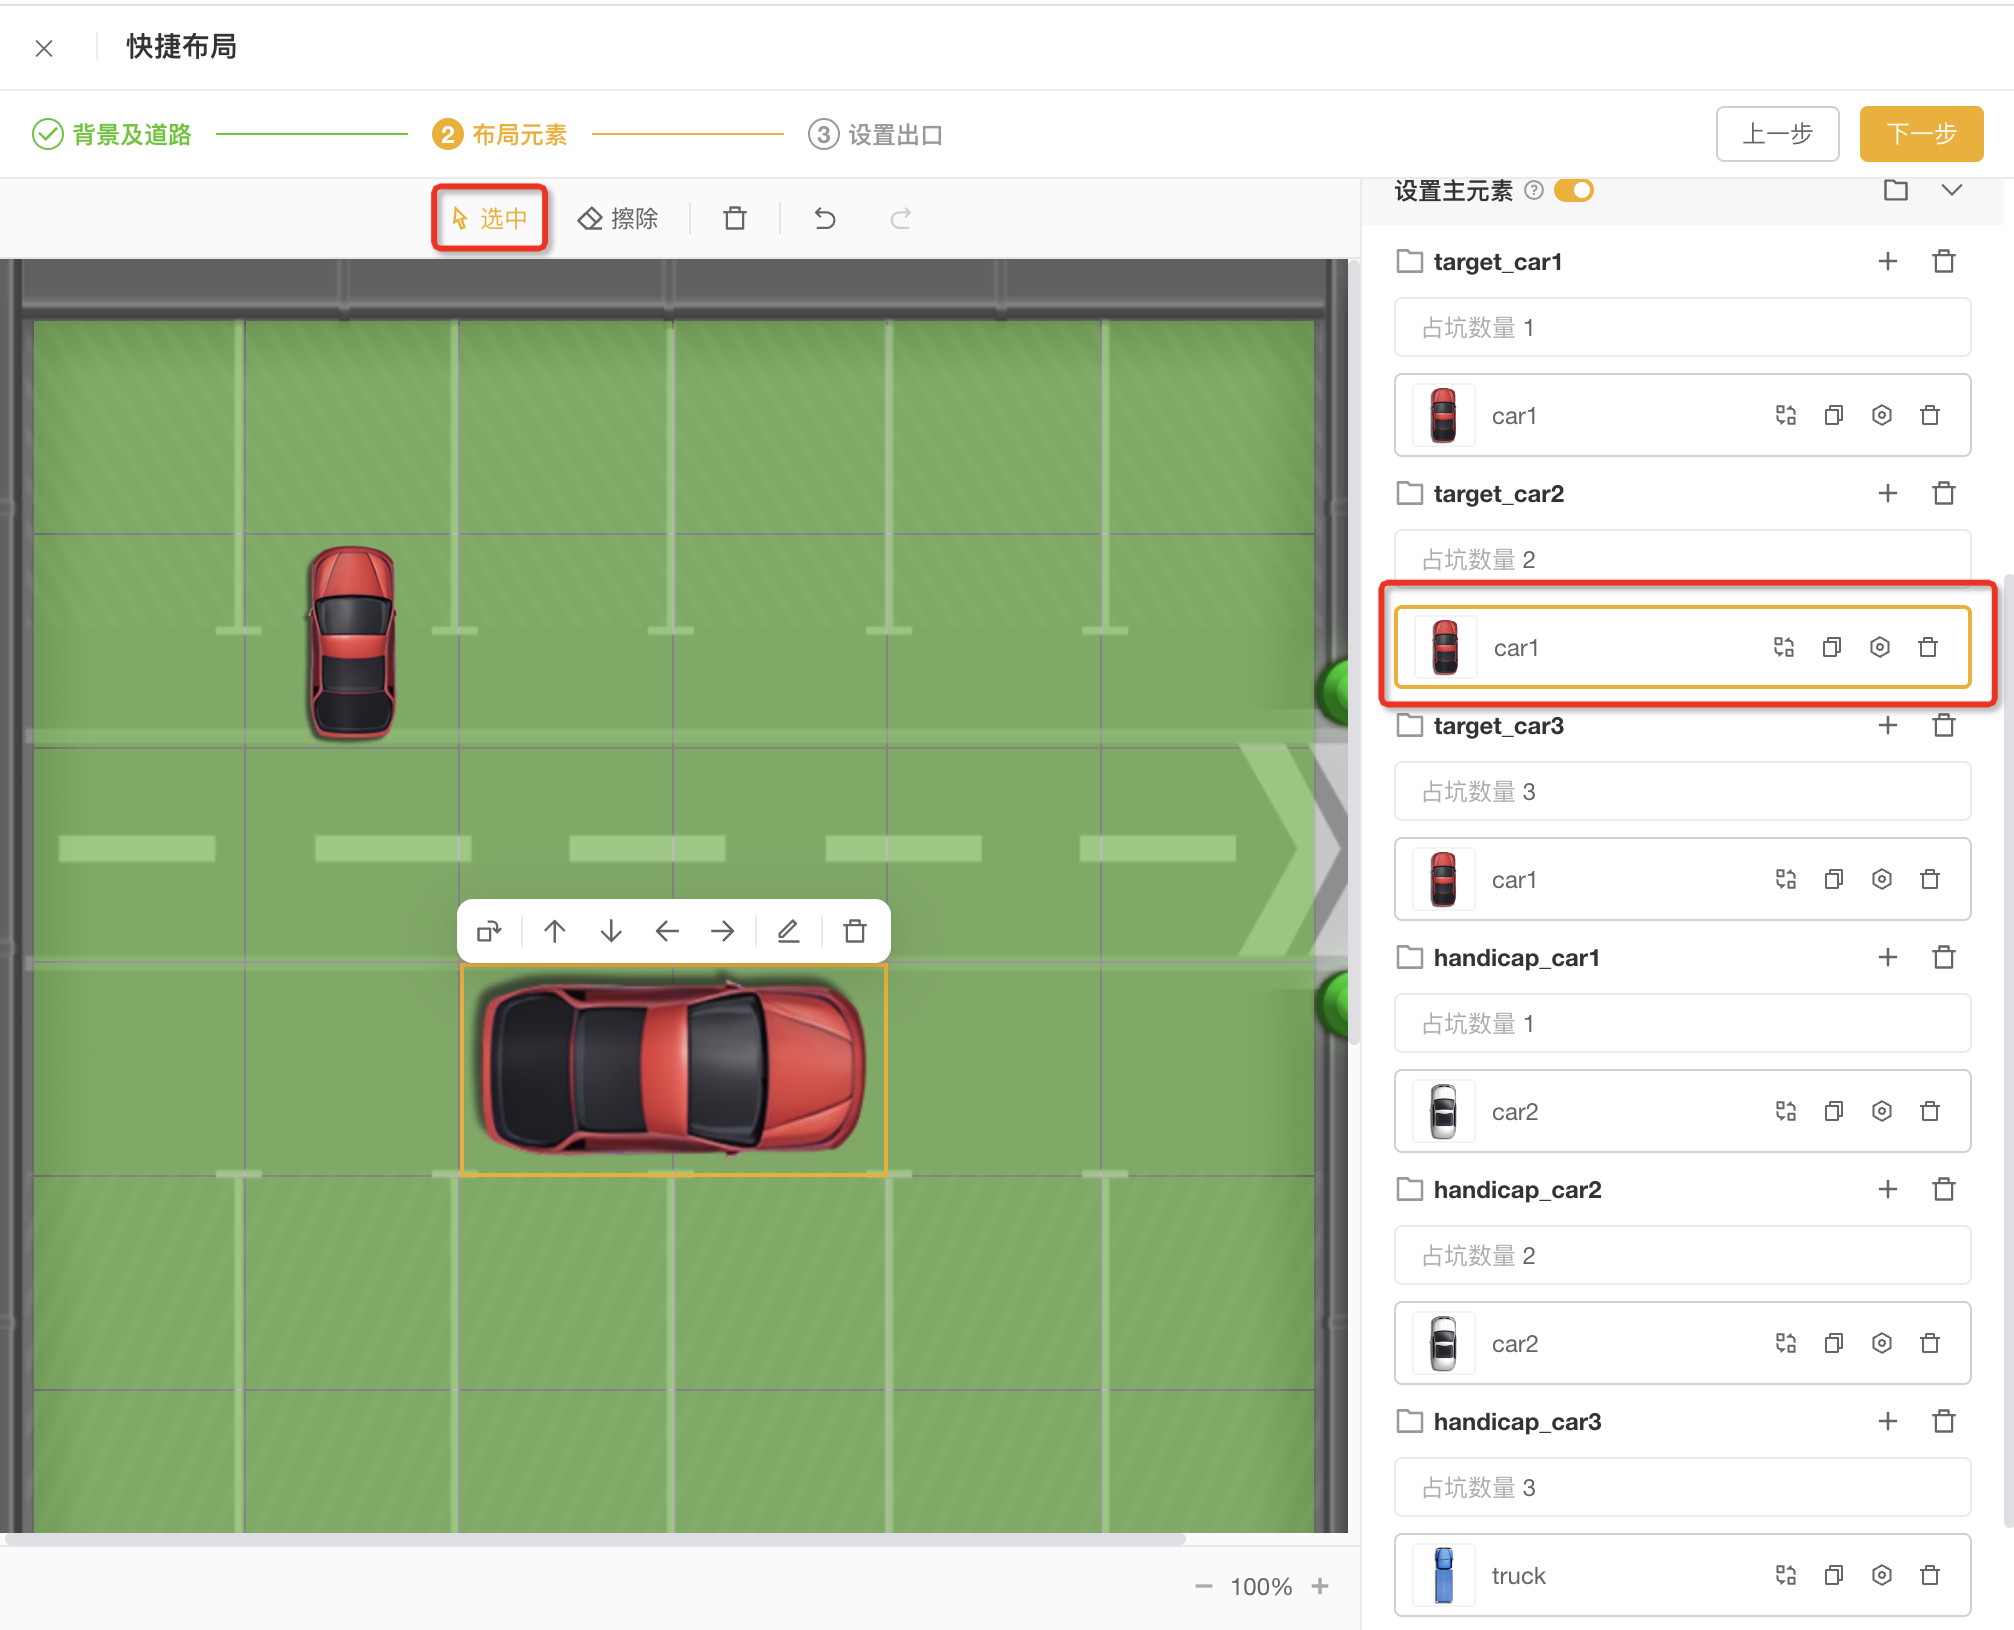 快捷布局
背景及道路
2 布局元素
3 设置出口
上一步
下一步
选中
擦除
设置主元素 ?
target_car1
占坑数量 1
car1
target_car2
占坑数量 2
car1
target_car3
占坑数量 3
car1
handicap_car1
占坑数量 1
car2
handicap_car2
占坑数量 2
car2
handicap_car3
占坑数量 3
truck
100%